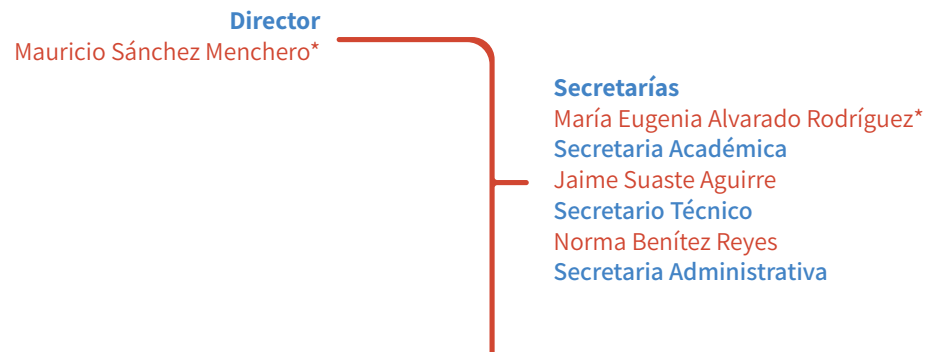 Director
Mauricio Sánchez Menchero*
Secretarías
María Eugenia Alvarado Rodríguez*
Secretaria Académica
Jaime Suaste Aguirre
Secretario Técnico
Norma Benítez Reyes
Secretaria Administrativa